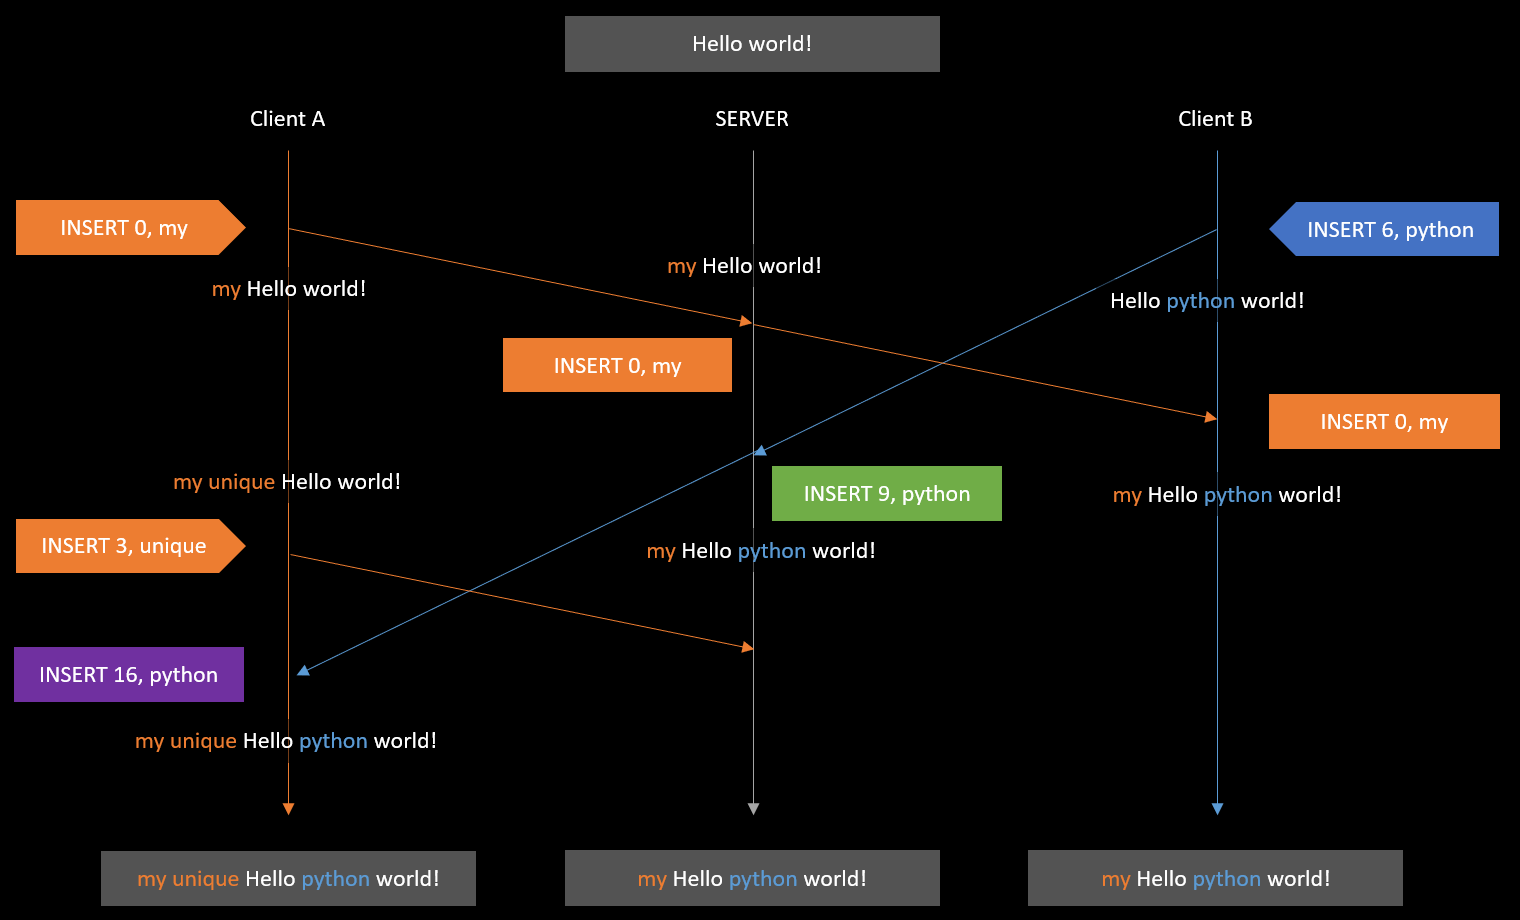 Hello world!
Client A
SERVER
Client B
INSERT 0, my
INSERT 6, python
my Hello world!
my Hello world!
Hello python world!
INSERT 0, my
INSERT 0, my
my unique Hello world!
INSERT 9, python
my Hello python world!
INSERT 3, unique
my Hello python world!
INSERT 16, python
my unique Hello python world!
my unique Hello python world!
my Hello python world!
my Hello python world!